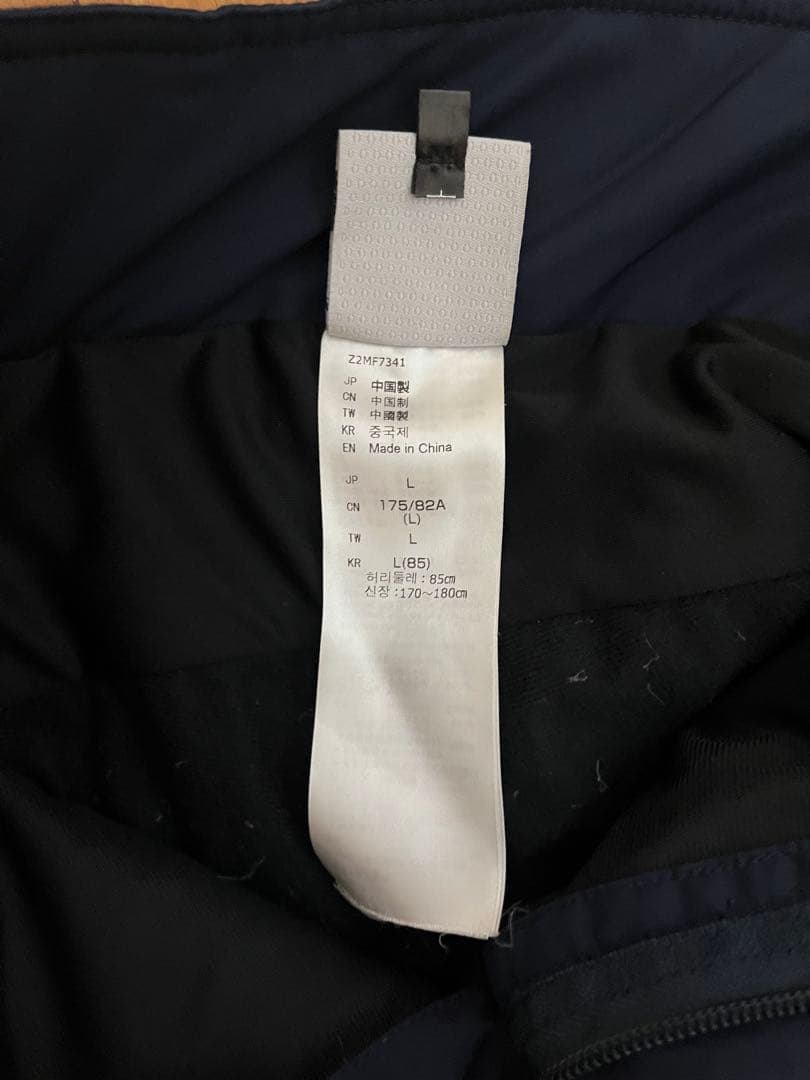 Z2MF7341
JP 中国製
CN 中国制
TW 中國製
KR 중국제
EN Made in China
JP L
CN 175/82A
(L)
TW L
KR L(85)
허리둘레 : 85cm
신장 : 170~180cm